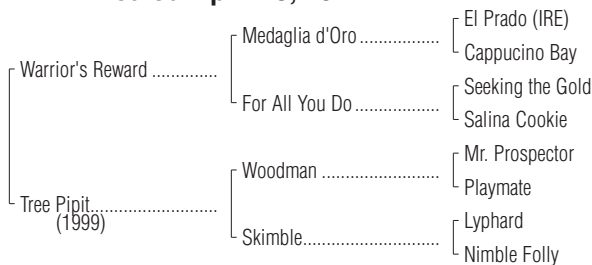 El Prado (IRE)
Medaglia d'Oro
Cappucino Bay
Warrior's Reward
Seeking the Gold
For All You Do
Salina Cookie
Mr. Prospector
Woodman
Playmate
Tree Pipit
(1999)
Lyphard
Skimble
Nimble Folly